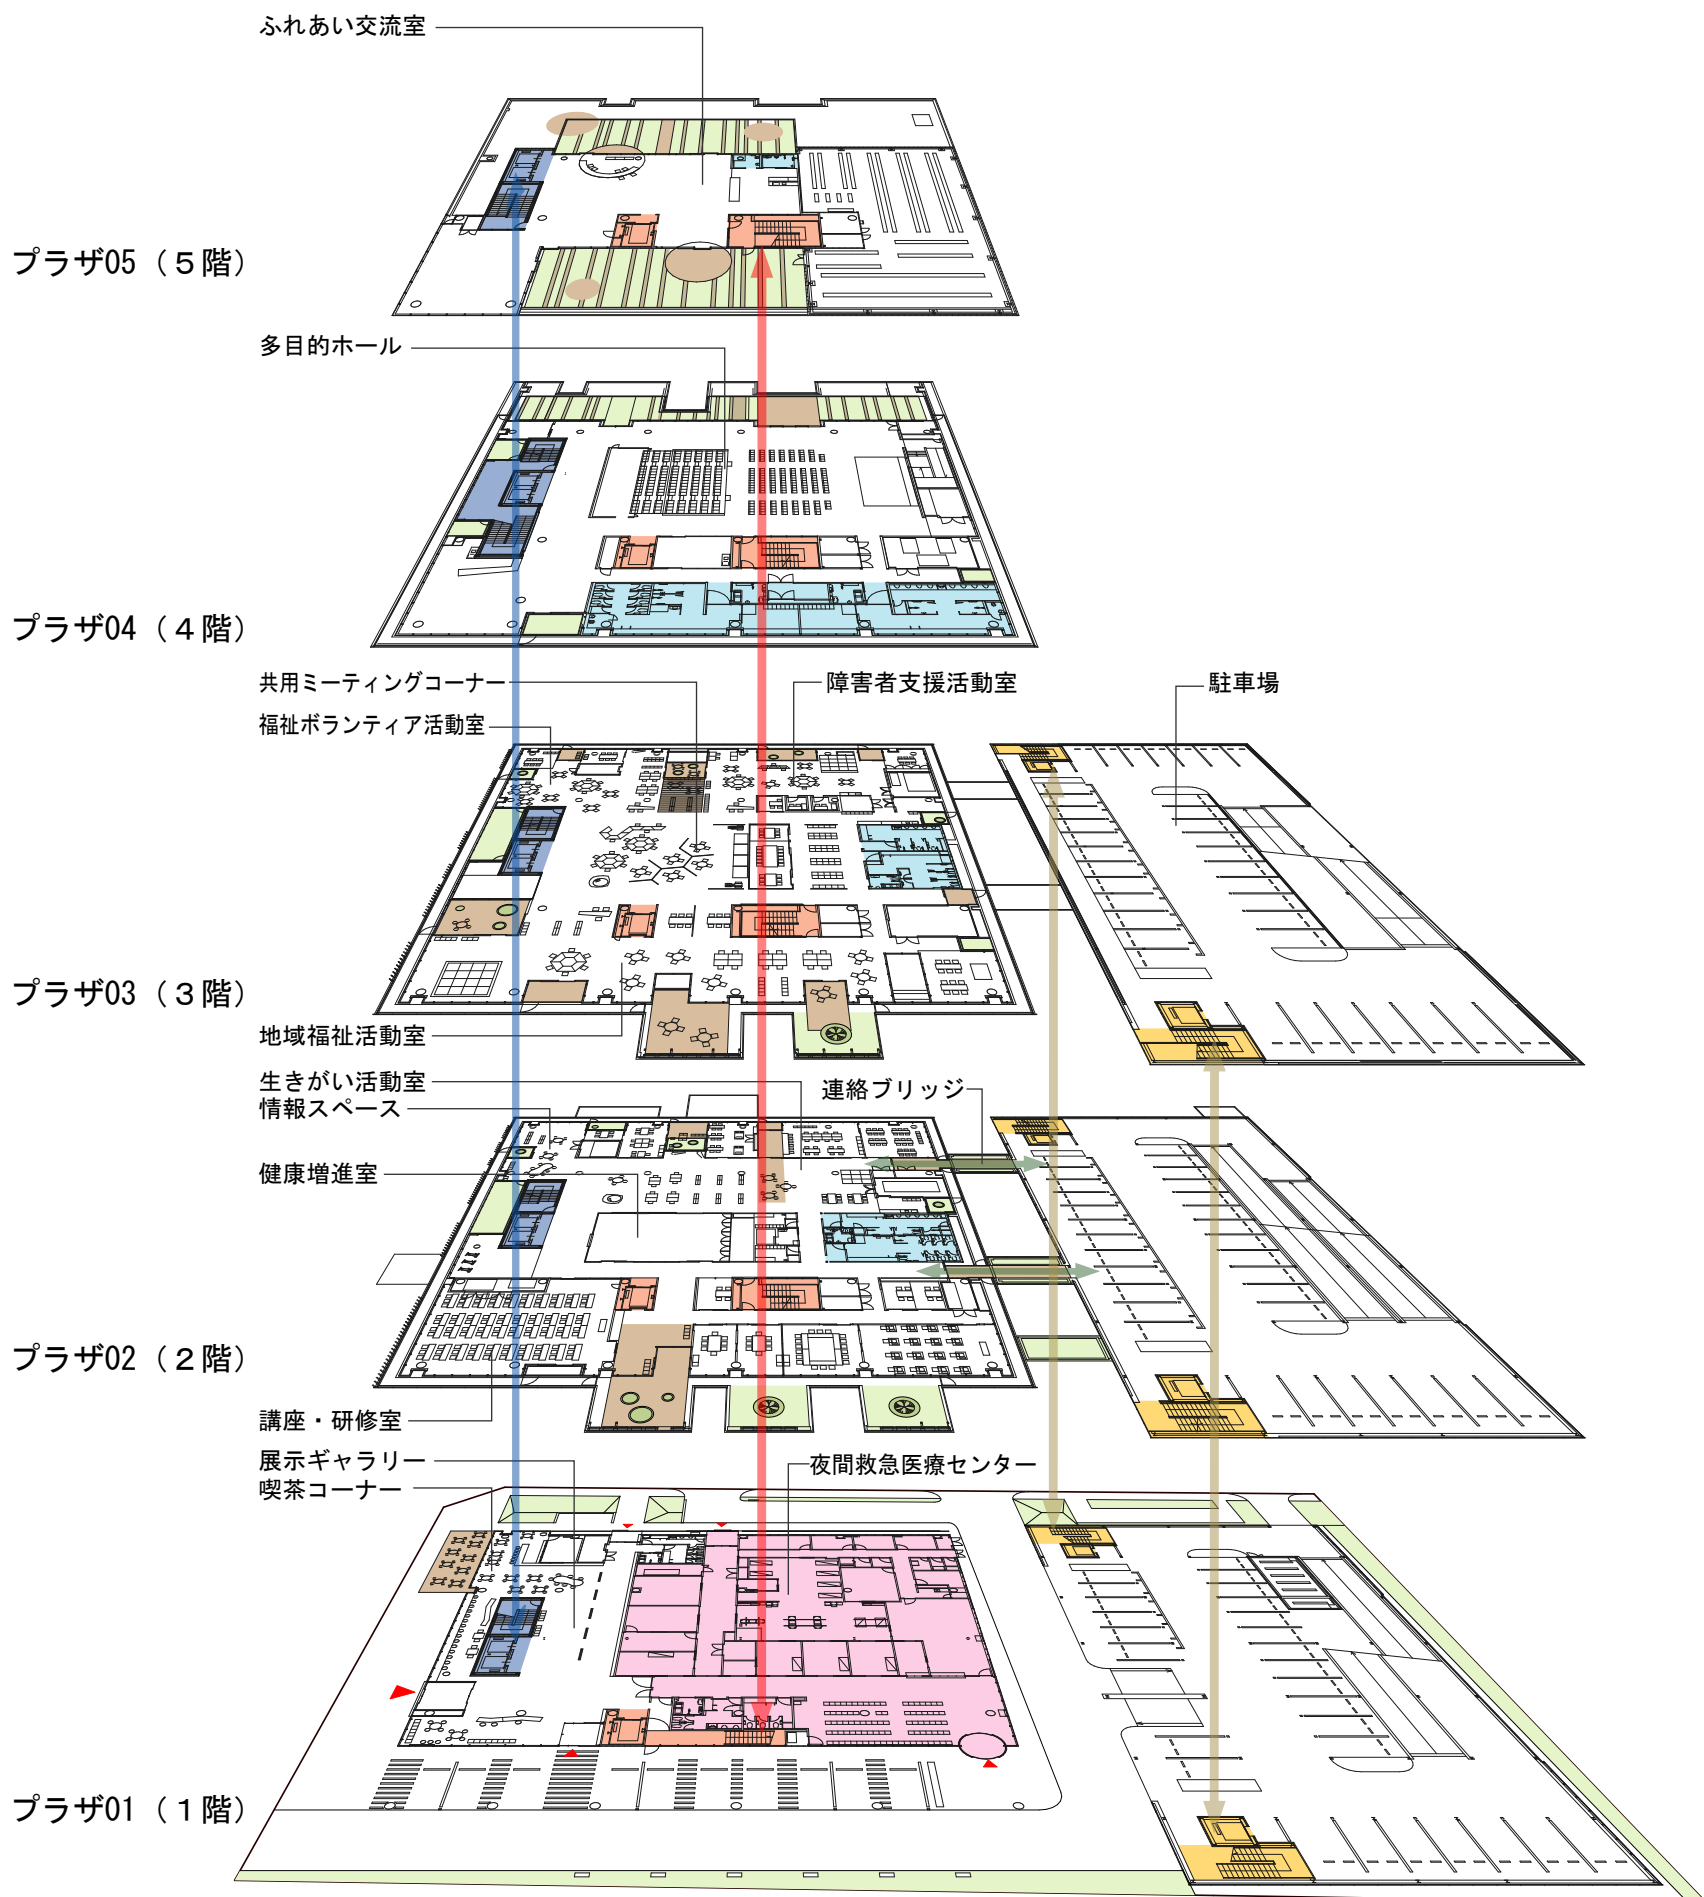 ふれあい交流室
プラザ05（５階）
多目的ホール
プラザ04（４階）
共用ミーティングコーナー
障害者支援活動室
駐車場
福祉ボランティア活動室
プラザ03（３階）
地域福祉活動室
生きがい活動室
連絡ブリッジ
情報スペース
健康増進室
プラザ02（２階）
講座・研修室
展示ギャラリー
夜間救急医療センター
喫茶コーナー
プラザ01（１階）